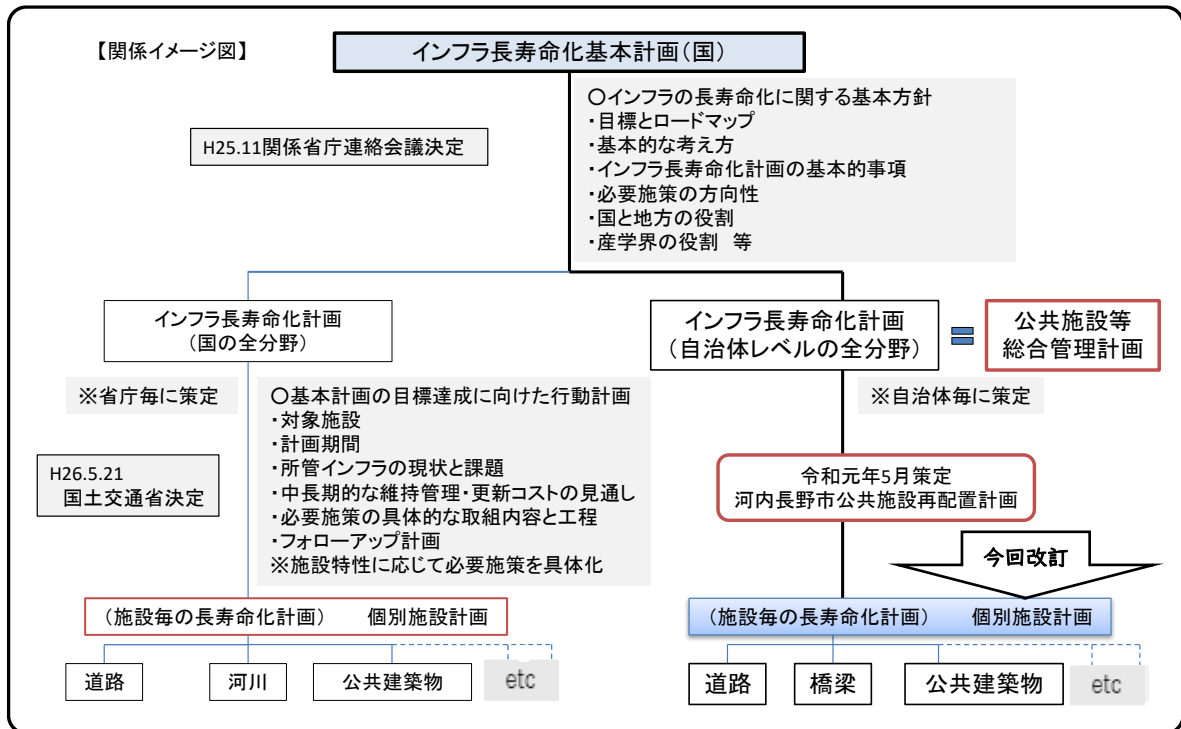 【関係イメージ図】
インフラ長寿命化基本計画(国)
H25.11関係省庁連絡会議決定
○インフラの長寿命化に関する基本方針
・目標とロードマップ
・基本的な考え方
・インフラ長寿命化計画の基本的事項
・必要施策の方向性
・国と地方の役割
・産学界の役割 等
インフラ長寿命化計画
(国の全分野)
インフラ長寿命化計画
(自治体レベルの全分野)
=
公共施設等
総合管理計画
※省庁毎に策定
○基本計画の目標達成に向けた行動計画
・対象施設
・計画期間
・所管インフラの現状と課題
・中長期的な維持管理・更新コストの見通し
・必要施策の具体的な取組内容と工程
・フォローアップ計画
※施設特性に応じて必要施策を具体化
H26.5.21
国土交通省決定
※自治体毎に策定
令和元年5月策定
河内長野市公共施設再配置計画
今回改訂
(施設毎の長寿命化計画) 個別施設計画
道路
河川
公共建築物
etc
(施設毎の長寿命化計画) 個別施設計画
道路
橋梁
公共建築物
etc